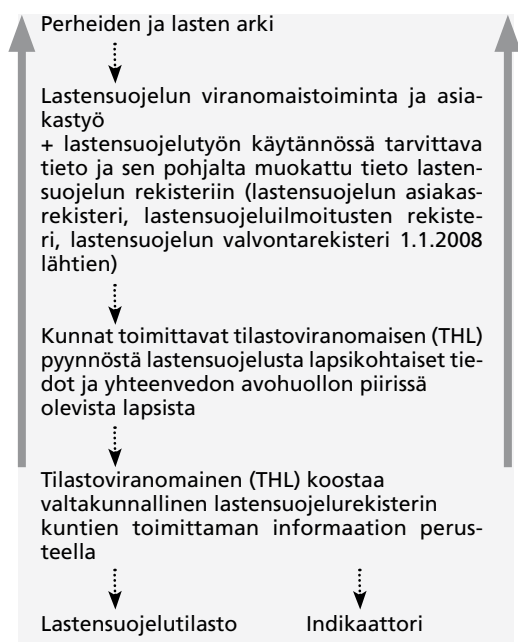 Perheiden ja lasten arki
Lastensuojelun viranomaistoiminta ja asia-
kastyö
+ lastensuojelutyön käytännössä tarvittava
tieto ja sen pohjalta muokattu tieto lasten-
suojelun rekisteriin (lastensuojelun asiakas-
rekisteri, lastensuojeluilmoitusten rekiste-
ri, lastensuojelun valvontarekisteri 1.1.2008
lähtien)
Kunnat toimittavat tilastoviranomaisen (THL)
pyynnöstä lastensuojelusta lapsikohtaiset tie-
dot ja yhteenvedon avohuollon piirissä
olevista lapsista
Tilastoviranomainen (THL) koostaa
valtakunnallinen lastensuojelurekisterin
kuntien toimittaman informaation perus-
teella
Lastensuojelutilasto Indikaattori